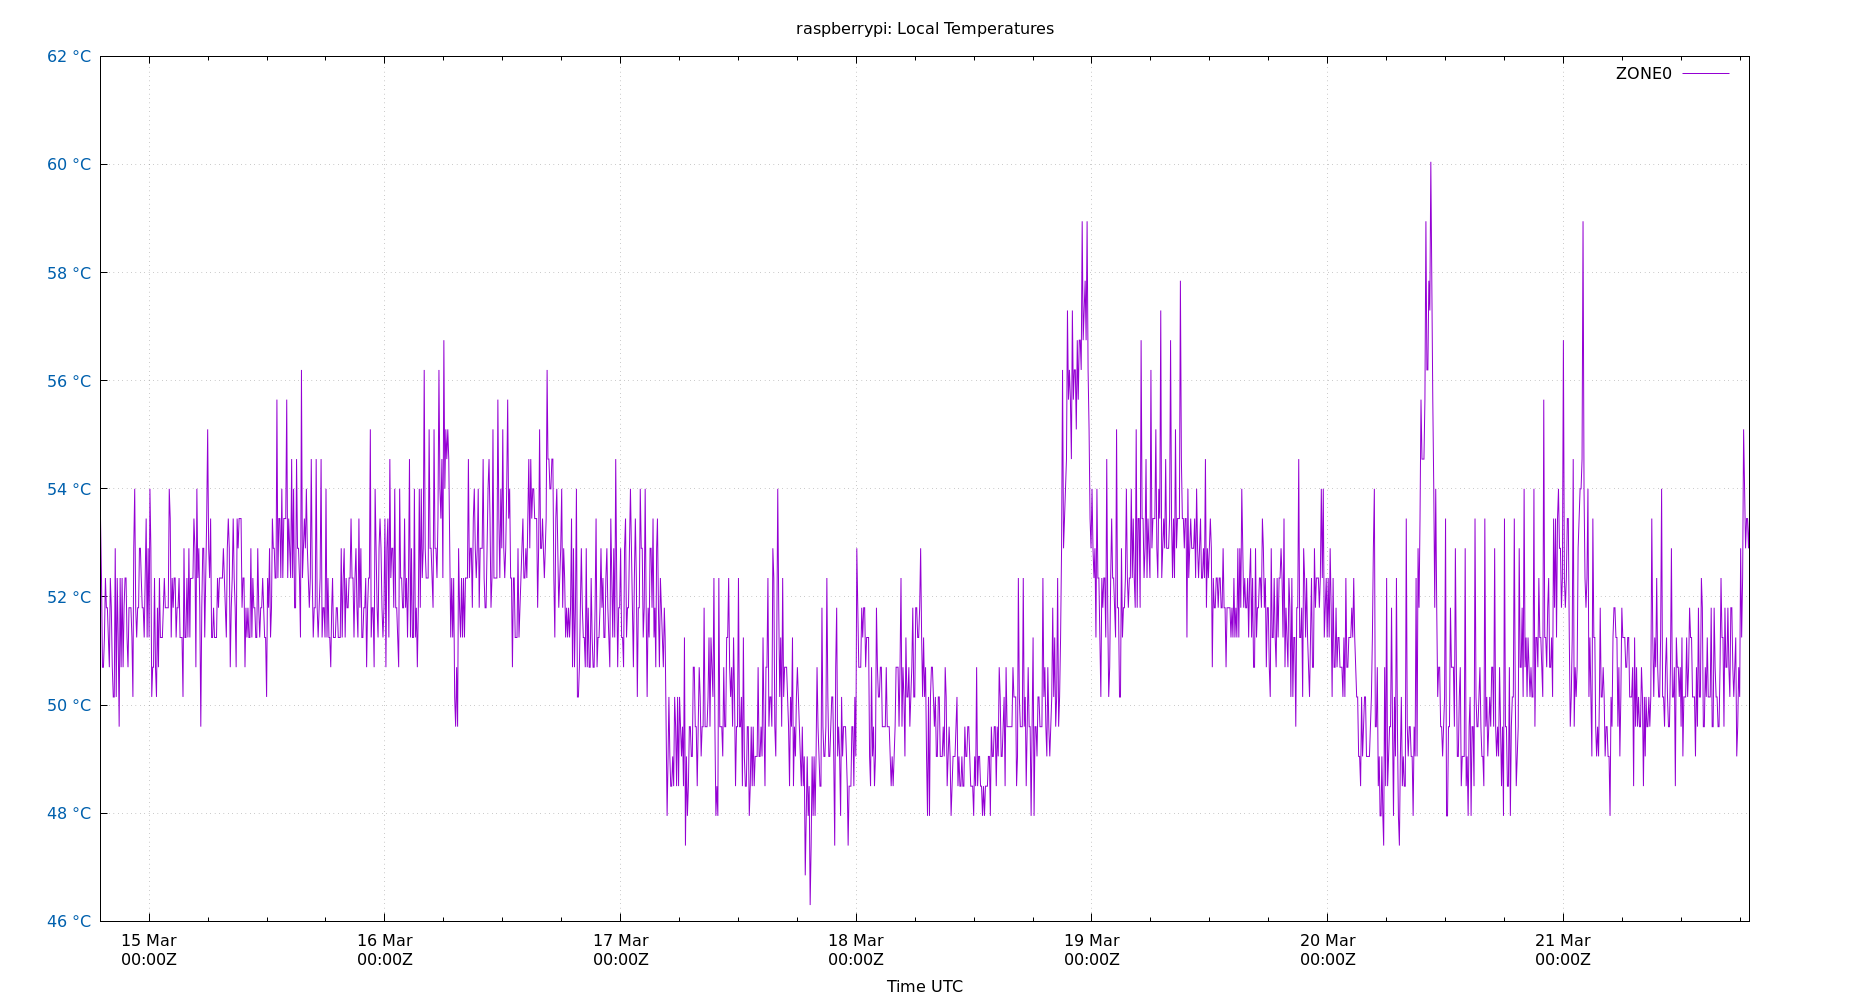 raspberrypi: Local Temperatures
62 °C
ZONE0
60 °C
58 °C
56 °C
54 °C
52 °C
50 °C
48 °C
46 °C
15 Mar 16 Mar 17 Mar 18 Mar 19 Mar 20 Mar 21 Mar
00:00Z 00:00Z 00:00Z 00:00Z 00:00Z 00:00Z 00:00Z
Time UTC